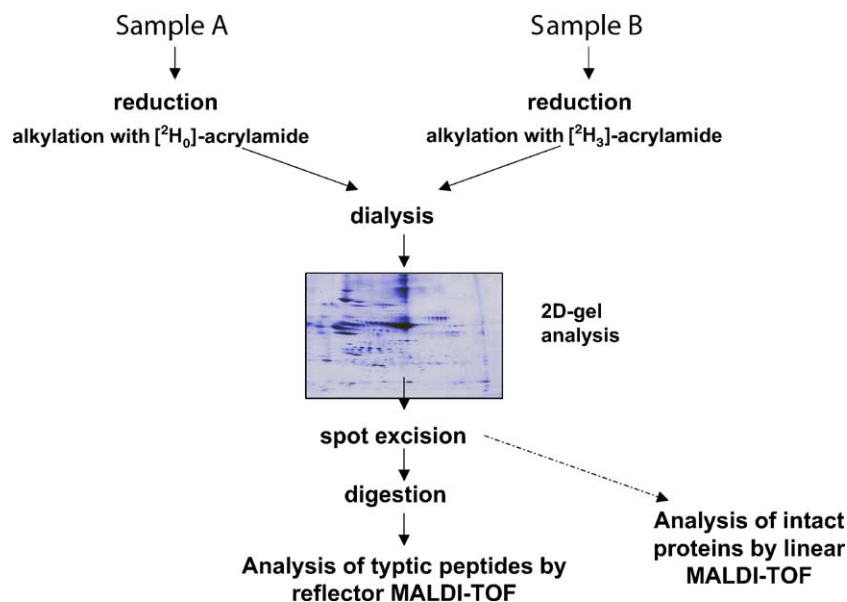 Sample A
Sample B
reduction
reduction
alkylation with [²H₀]-acrylamide
alkylation with [²H₃]-acrylamide
dialysis
2D-gel
analysis
spot excision
digestion
Analysis of typtic peptides by
reflector MALDI-TOF
Analysis of intact
proteins by linear
MALDI-TOF